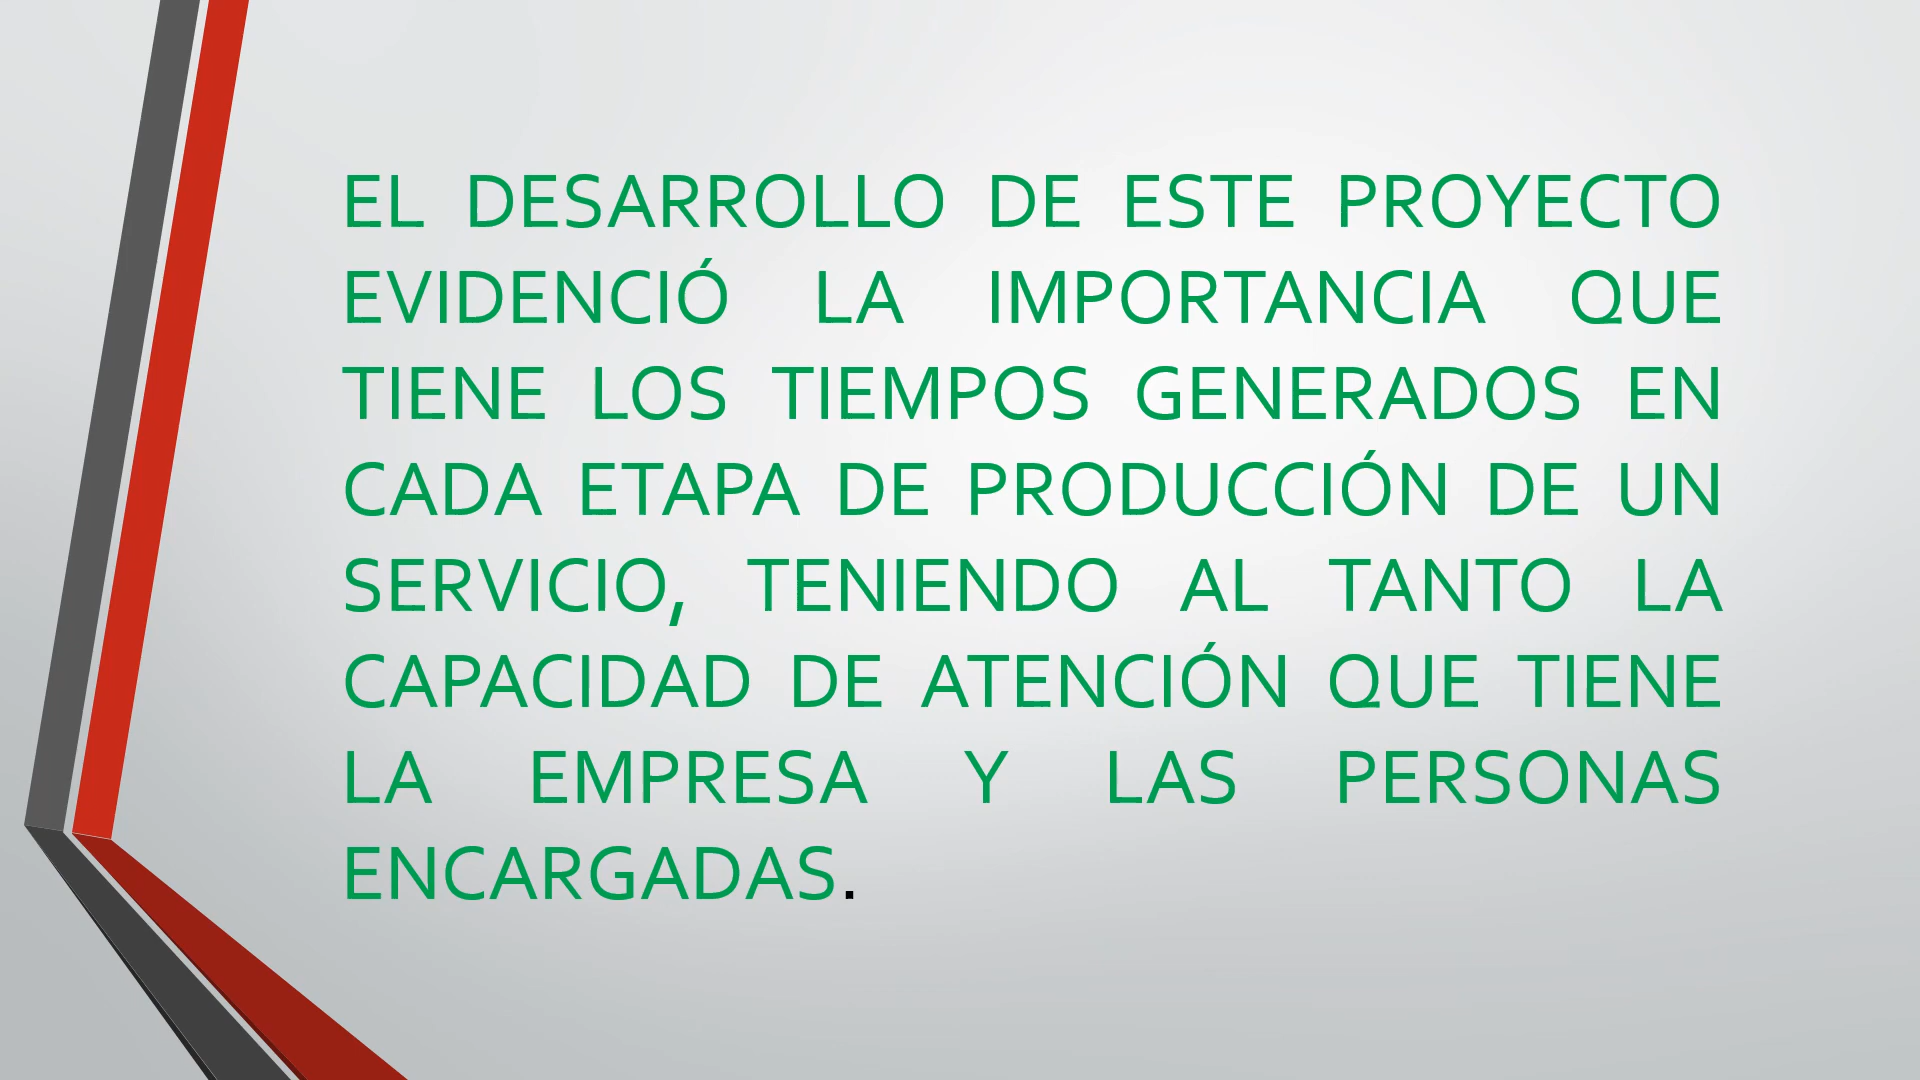 EL DESARROLLO DE ESTE PROYECTO
EVIDENCIÓ LA IMPORTANCIA QUE
TIENE LOS TIEMPOS GENERADOS EN
CADA ETAPA DE PRODUCCIÓN DE UN
SERVICIO, TENIENDO AL TANTO LA
CAPACIDAD DE ATENCIÓN QUE TIENE
LA EMPRESA Y LAS PERSONAS
ENCARGADAS.